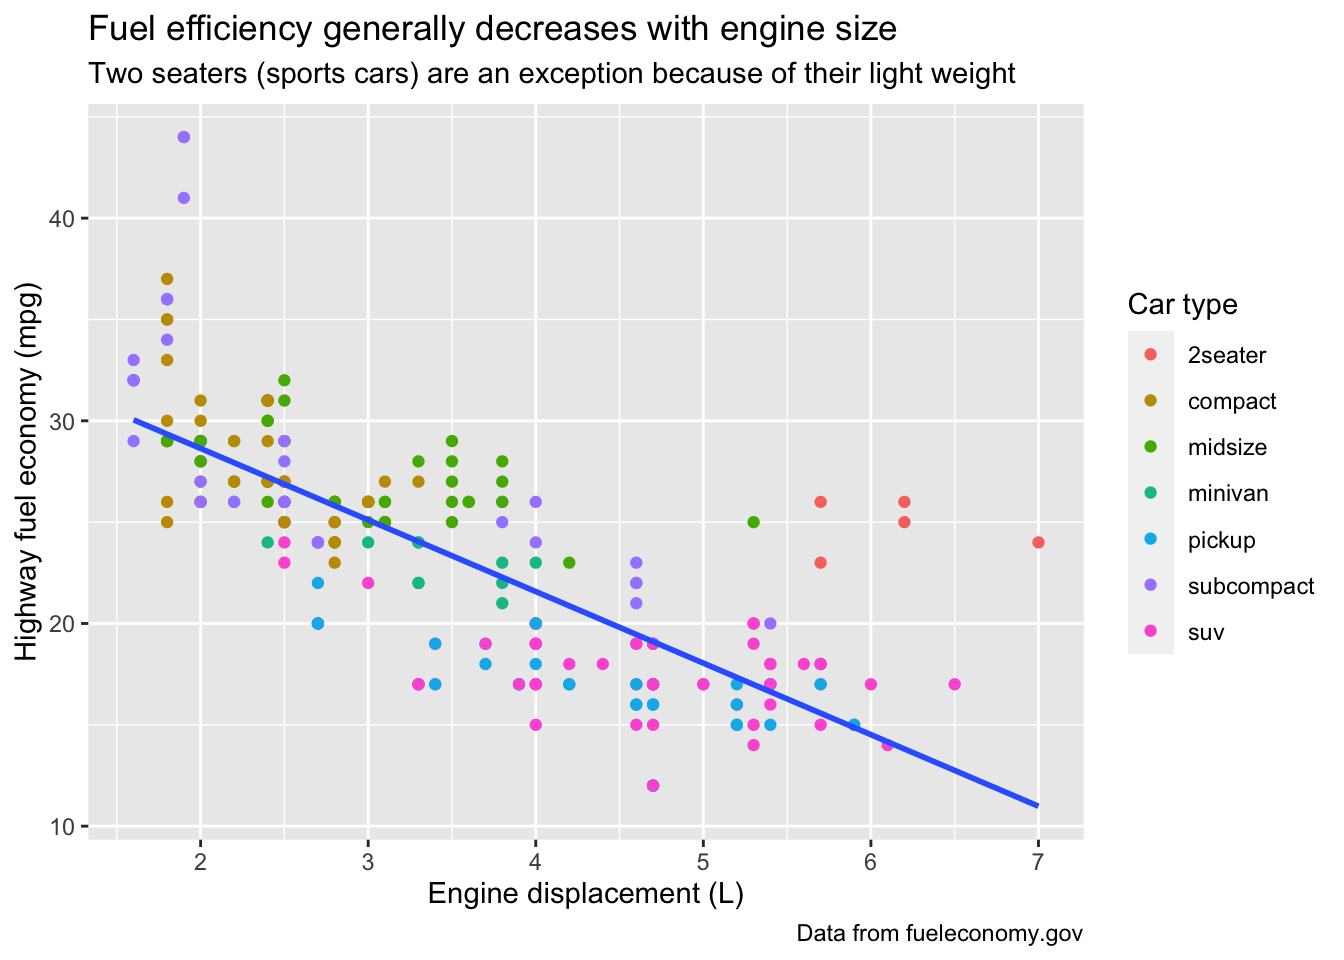 Fuel efficiency generally decreases with engine size
Two seaters (sports cars) are an exception because of their light weight
Highway fuel economy (mpg)
40
30
20
10
2 3 4 5 6 7
Engine displacement (L)
Car type
2seater
compact
midsize
minivan
pickup
subcompact
suv
Data from fueleconomy.gov